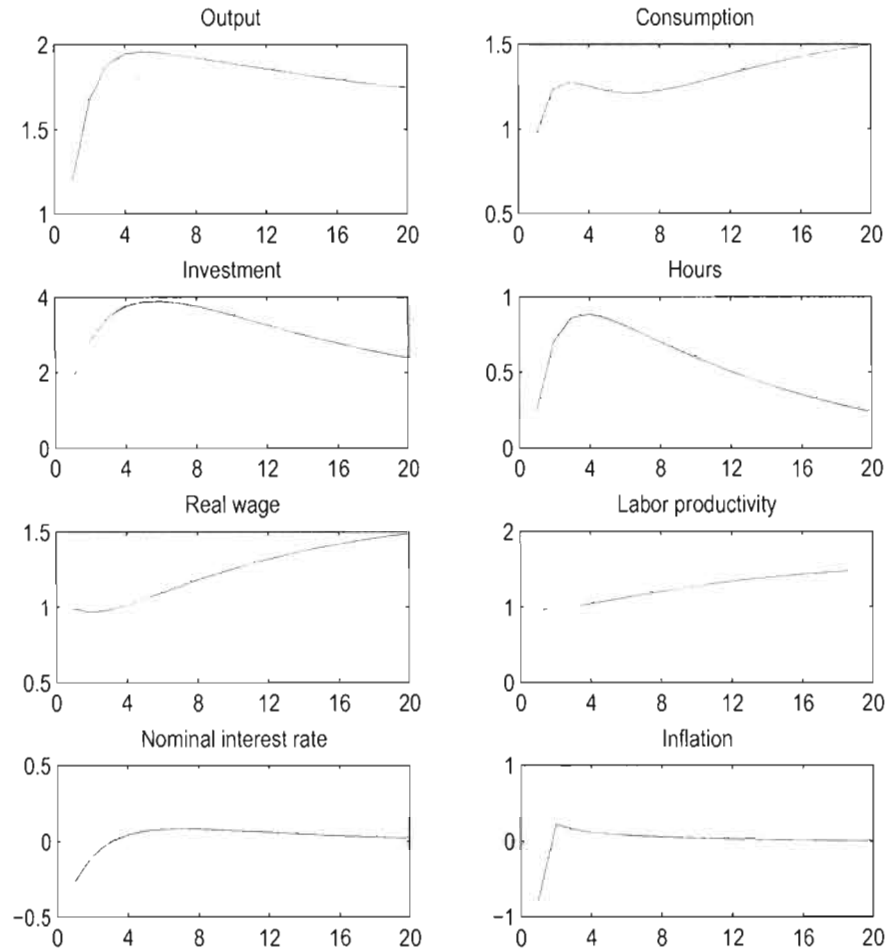 Output
2
1.5
1
0 4 8 12 16 20
Consumption
1.5
1
0.5
0 4 8 12 16 20
Investment
4
2
0
0 4 8 12 16 20
Hours
1
0.5
0
0 4 8 12 16 20
Real wage
1.5
1
0.5
0 4 8 12 16 20
Labor productivity
2
1
0
0 4 8 12 16 20
Nominal interest rate
0.5
0
−0.5
0 4 8 12 16 20
Inflation
1
0
−1
0 4 8 12 16 20